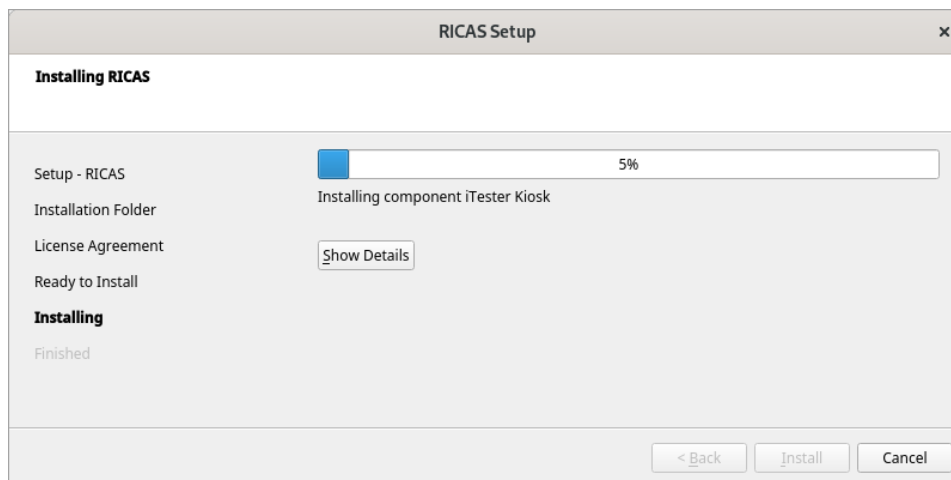 RICAS Setup
×
Installing RICAS
Setup - RICAS
Installation Folder
License Agreement
Ready to Install
Installing
Finished
5%
Installing component iTester Kiosk
Show Details
< Back
Install
Cancel